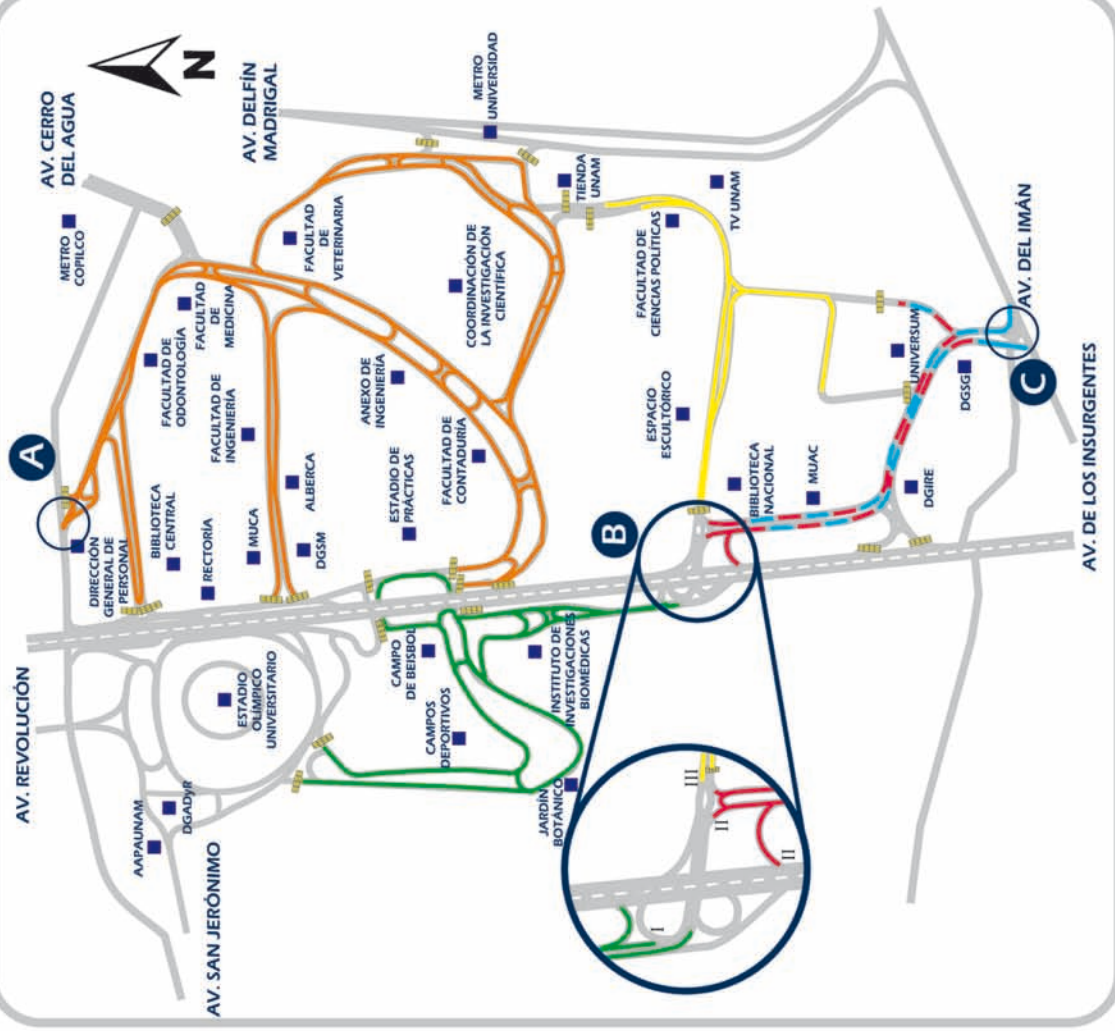 AV. CERRO
DEL AGUA
N
METRO
COPILCO
AV. DELFÍN
MADRIGAL
METRO
UNIVERSIDAD
A
DIRECCIÓN
GENERAL DE
PERSONAL
FACULTAD DE
ODONTOLOGÍA
FACULTAD
DE
MEDICINA
FACULTAD
DE
VETERINARIA
BIBLIOTECA
CENTRAL
RECTORÍA
FACULTAD DE
INGENIERÍA
MUCA
ALBERCA
DGSM
ANEXO DE
INGENIERÍA
COORDINACIÓN DE
LA INVESTIGACIÓN
CIENTÍFICA
TIENDA
UNAM
ESTADIO DE
PRÁCTICAS
FACULTAD DE
CONTADURÍA
AV. REVOLUCIÓN
ESTADIO
OLÍMPICO
UNIVERSITARIO
AAPAUNAM
DGADyR
AV. SAN JERÓNIMO
CAMPO
DE BEISBOL
CAMPOS
DEPORTIVOS
INSTITUTO DE
INVESTIGACIONES
BIOMÉDICAS
JARDÍN
BOTÁNICO
FACULTAD DE
CIENCIAS POLÍTICAS
TV UNAM
ESPACIO
ESCULTÓRICO
B
BIBLIOTECA
NACIONAL
MUAC
UNIVERSUM
DGSG
DGIRE
C
AV. DEL IMÁN
AV. DE LOS INSURGENTES
I
II
II
III